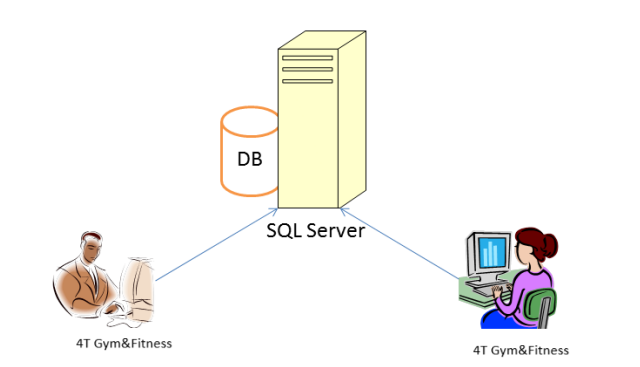 DB
SQL Server
4T Gym&Fitness
4T Gym&Fitness